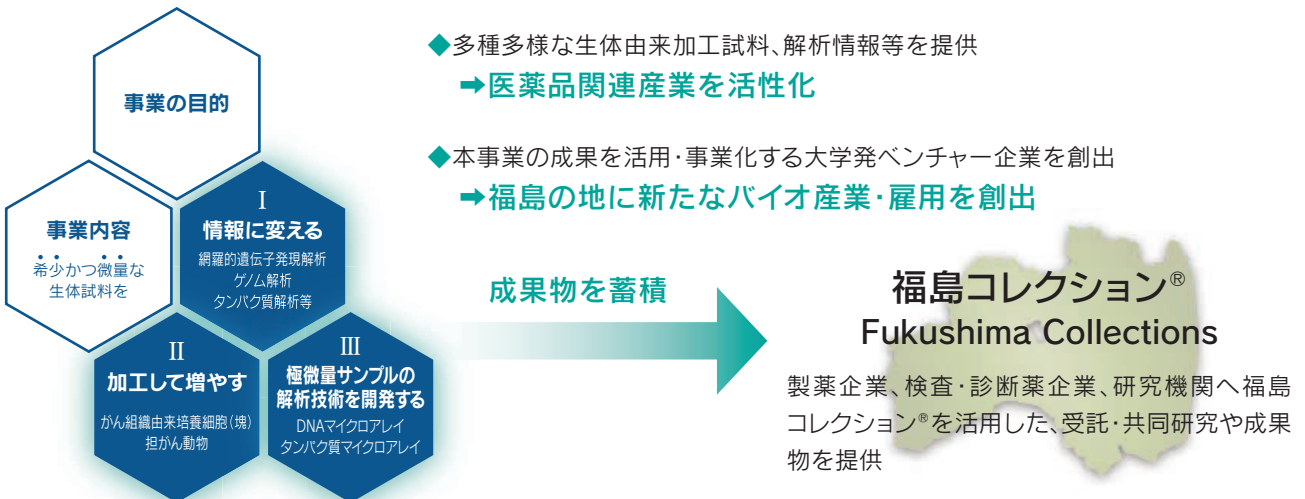 事業の目的
◆多種多様な生体由来加工試料、解析情報等を提供
➡医薬品関連産業を活性化
◆本事業の成果を活用・事業化する大学発ベンチャー企業を創出
➡福島の地に新たなバイオ産業・雇用を創出
事業内容
希少かつ微量な
生体試料を
Ⅰ
情報に変える
網羅的遺伝子発現解析
ゲノム解析
タンパク質解析等
Ⅱ
加工して増やす
がん組織由来培養細胞(塊)
担がん動物
Ⅲ
極微量サンプルの
解析技術を開発する
DNAマイクロアレイ
タンパク質マイクロアレイ
成果物を蓄積
福島コレクション®
Fukushima Collections
製薬企業、検査・診断薬企業、研究機関へ福島
コレクション®を活用した、受託・共同研究や成果
物を提供